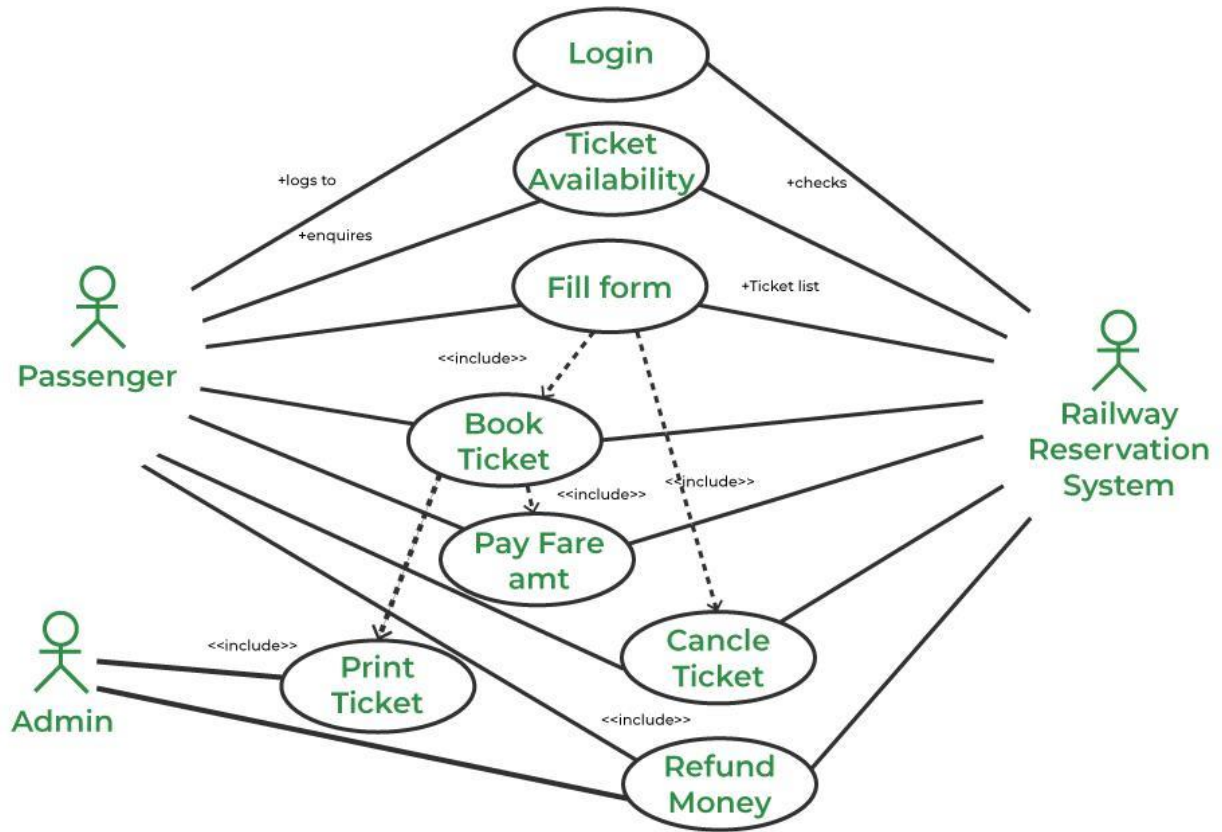 Login
Ticket
Availability
+logs to
+checks
+enquires
Fill form
+Ticket list
<<include>>
Passenger
Book
Ticket
Railway
Reservation
System
<<include>>
<<include>>
Pay Fare
amt
<<include>>
Print
Ticket
Cancle
Ticket
Admin
<<include>>
Refund
Money